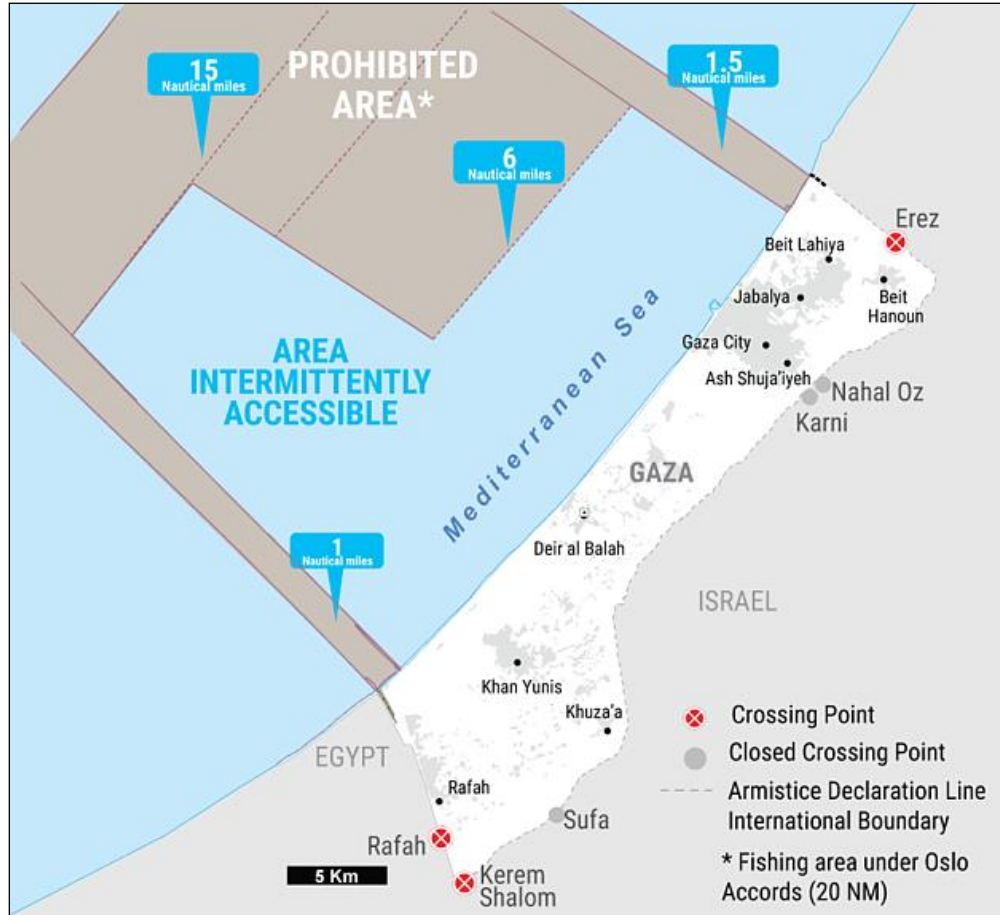 15
Nautical miles
PROHIBITED
AREA*
1.5
Nautical miles
6
Nautical miles
Erez
Beit Lahiya
Jabalya
Beit
Hanoun
Gaza City
Ash Shuja’iyeh
Nahal Oz
Karni
AREA
INTERMITTENTLY
ACCESSIBLE
Mediterranean Sea
GAZA
Deir al Balah
1
Nautical miles
ISRAEL
Khan Yunis
Khuza’a
EGYPT
Rafah
Sufa
Rafah
Kerem
Shalom
5 Km
Crossing Point
Closed Crossing Point
Armistice Declaration Line
International Boundary
* Fishing area under Oslo
Accords (20 NM)